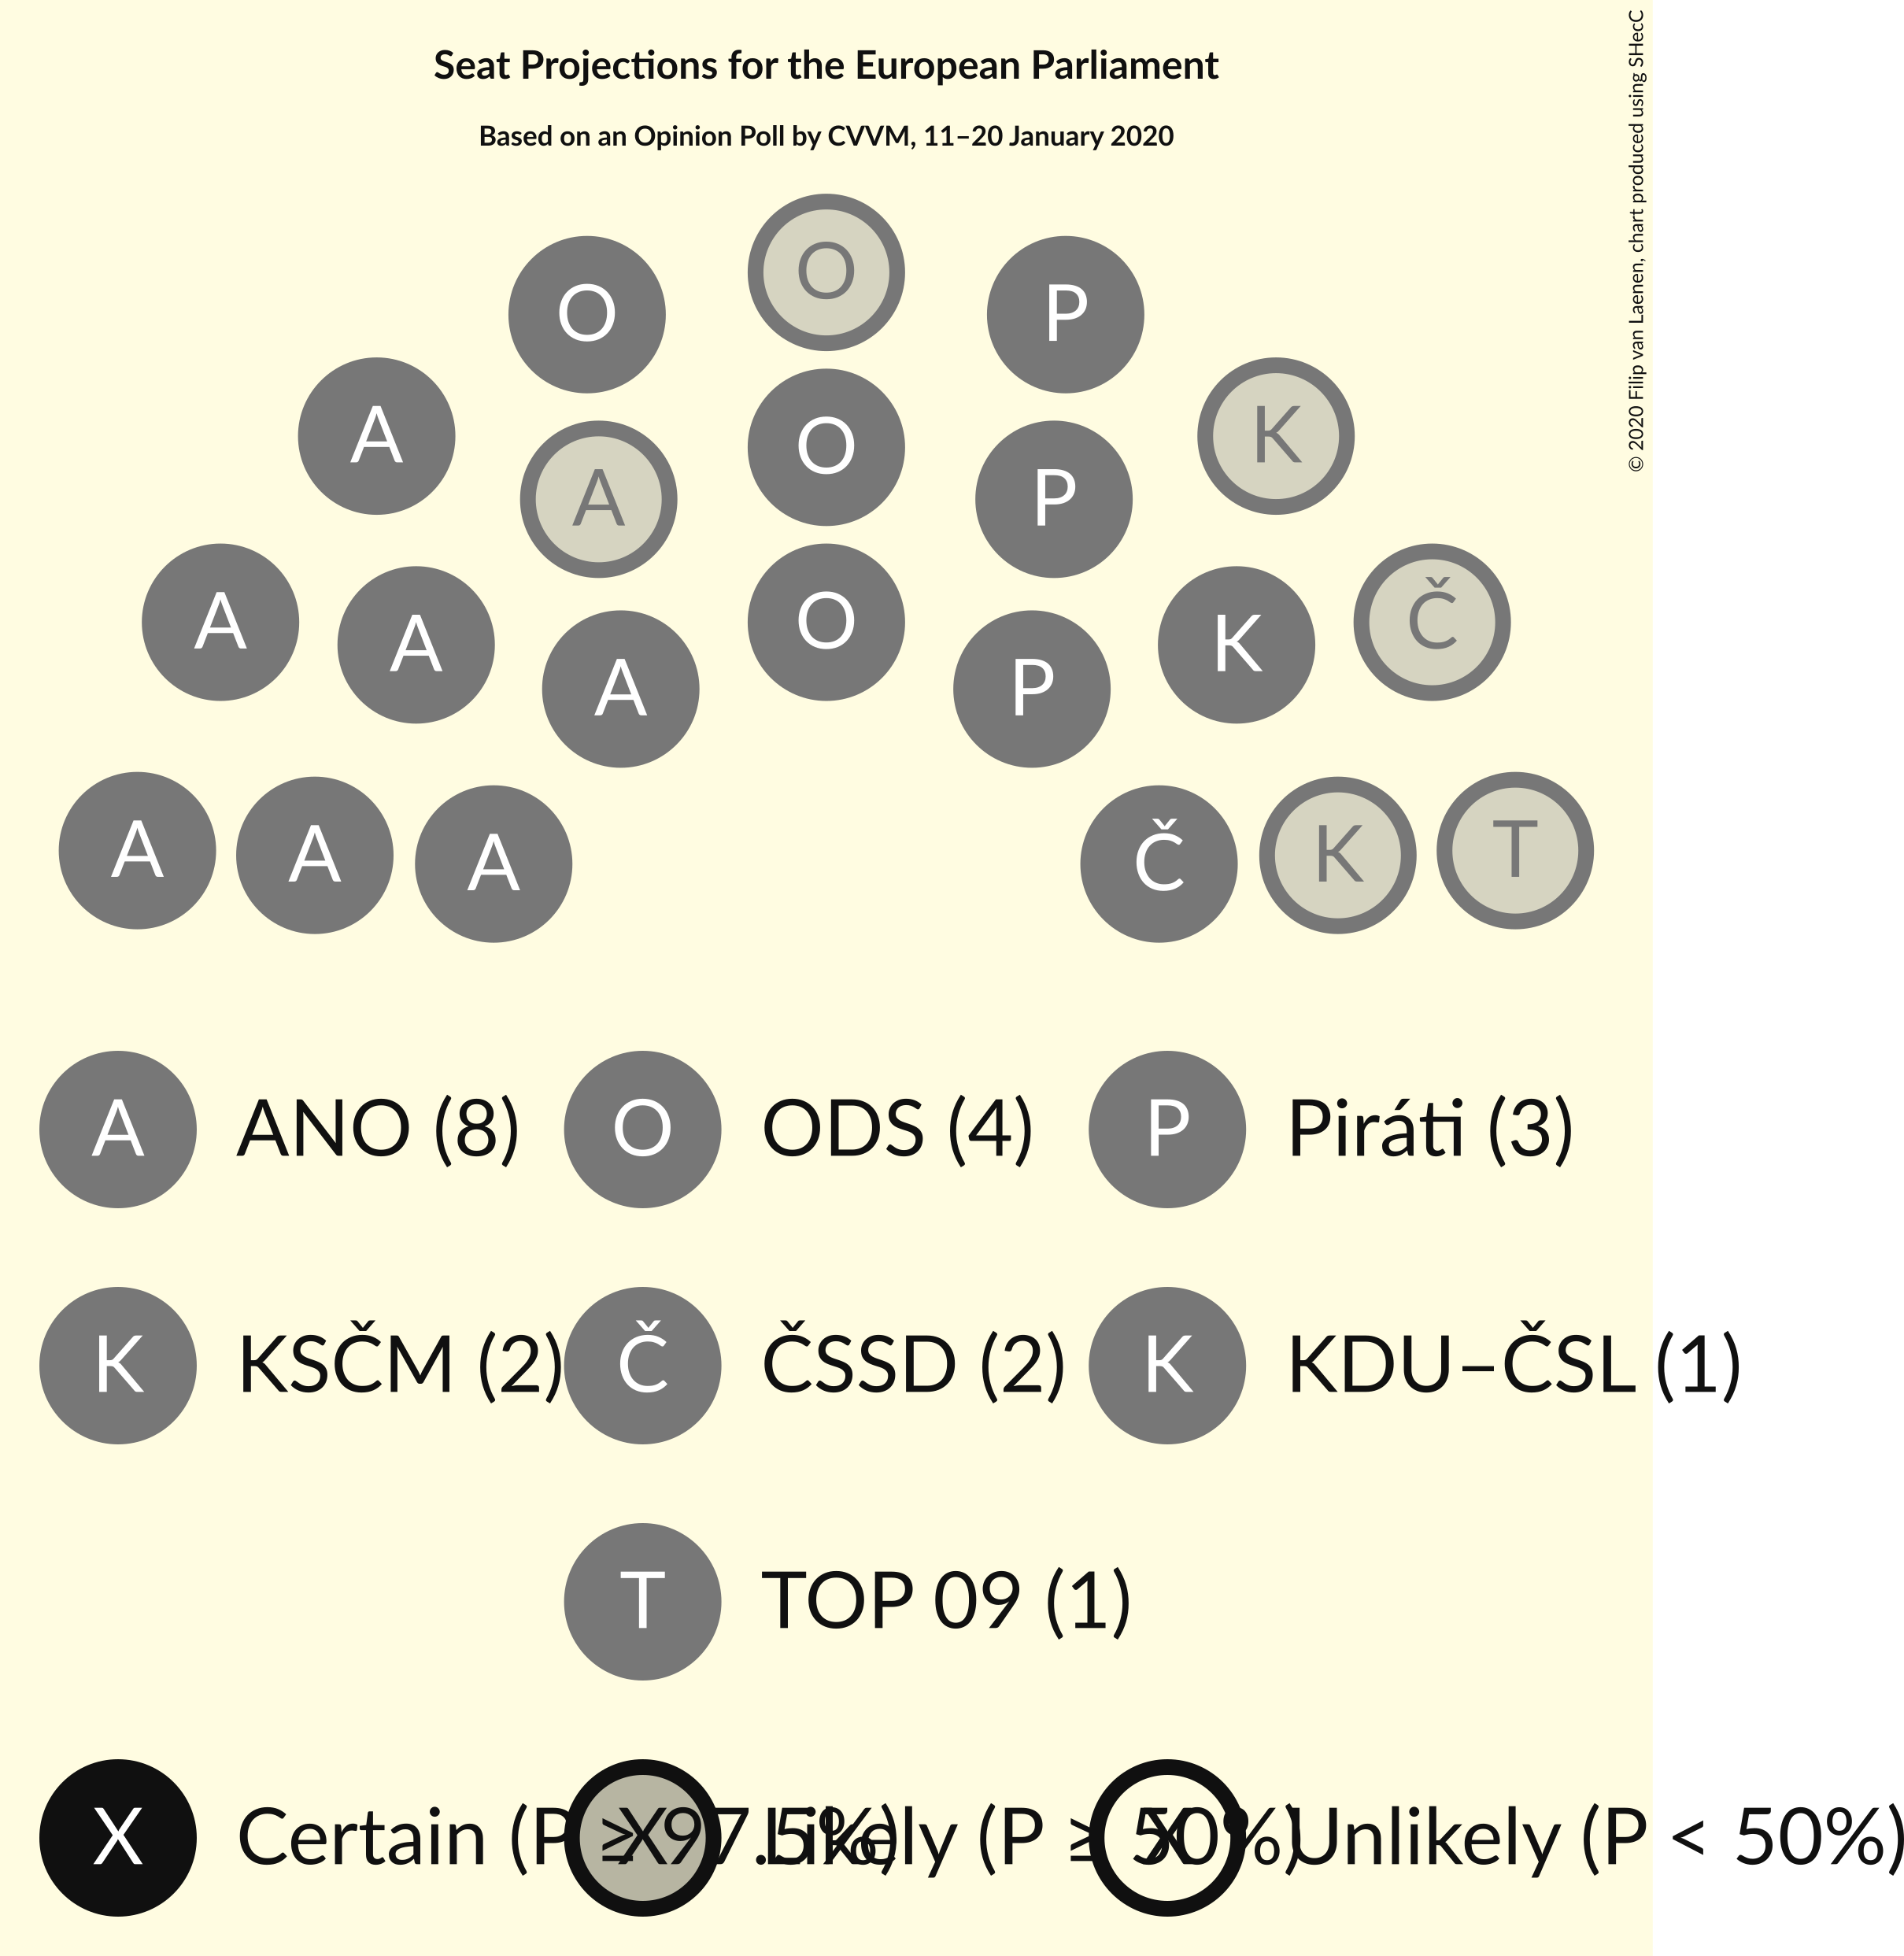 Seat Projections for the European Parliament
Based on an Opinion Poll by CVVM, 11–20 January 2020
© 2020 Filip van Laenen, chart produced using SHecC
O
O
P
A
A
O
P
K
A
A
A
O
P
K
Č
A
A
A
Č
K
T
A ANO (8) O ODS (4) P Piráti (3)
K KSČM (2) Č ČSSD (2) K KDU–ČSL (1)
T TOP 09 (1)
X Certain (P ≥ 97.5%) X Likely (P ≥ 50%) X Unlikely (P < 50%)